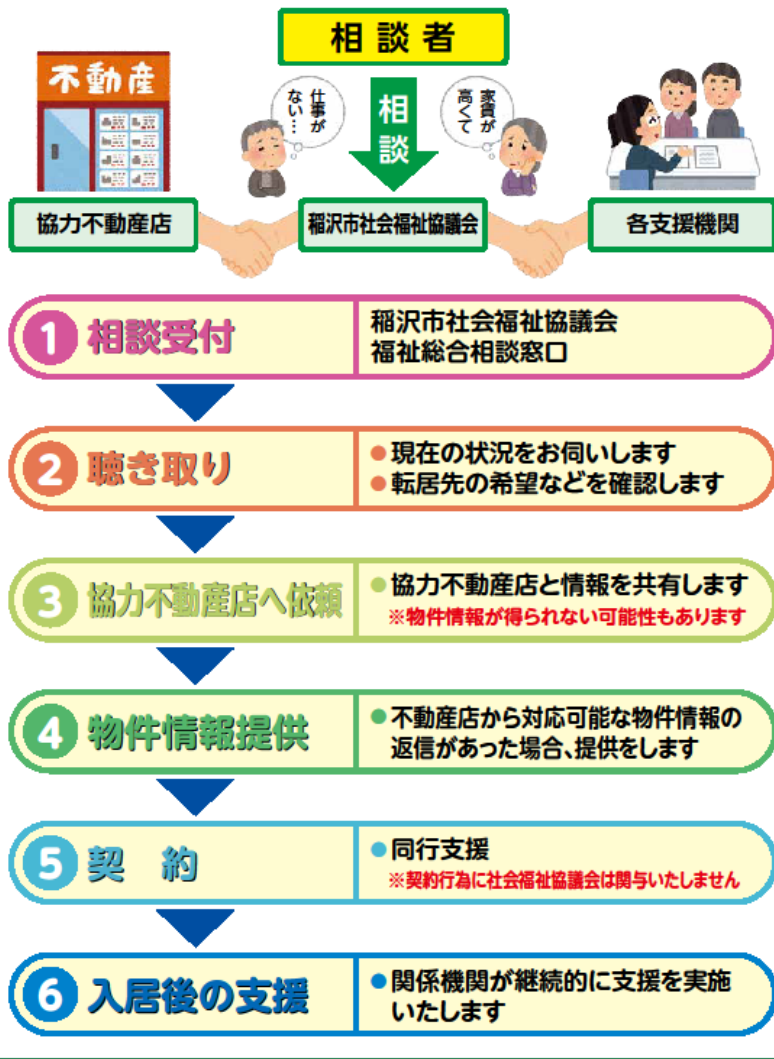 相談者
不動産
仕事が
ない…
相談
家賃が
高くて
協力不動産店
稲沢市社会福祉協議会
各支援機関
1 相談受付
稲沢市社会福祉協議会
福祉総合相談窓口
2 聴き取り
●現在の状況をお伺いします
●転居先の希望などを確認します
3 協力不動産店へ依頼
●協力不動産店と情報を共有します
※物件情報が得られない可能性もあります
4 物件情報提供
●不動産店から対応可能な物件情報の
返信があった場合、提供をします
5 契　約
●同行支援
※契約行為に社会福祉協議会は関与いたしません
6 入居後の支援
●関係機関が継続的に支援を実施
いたします